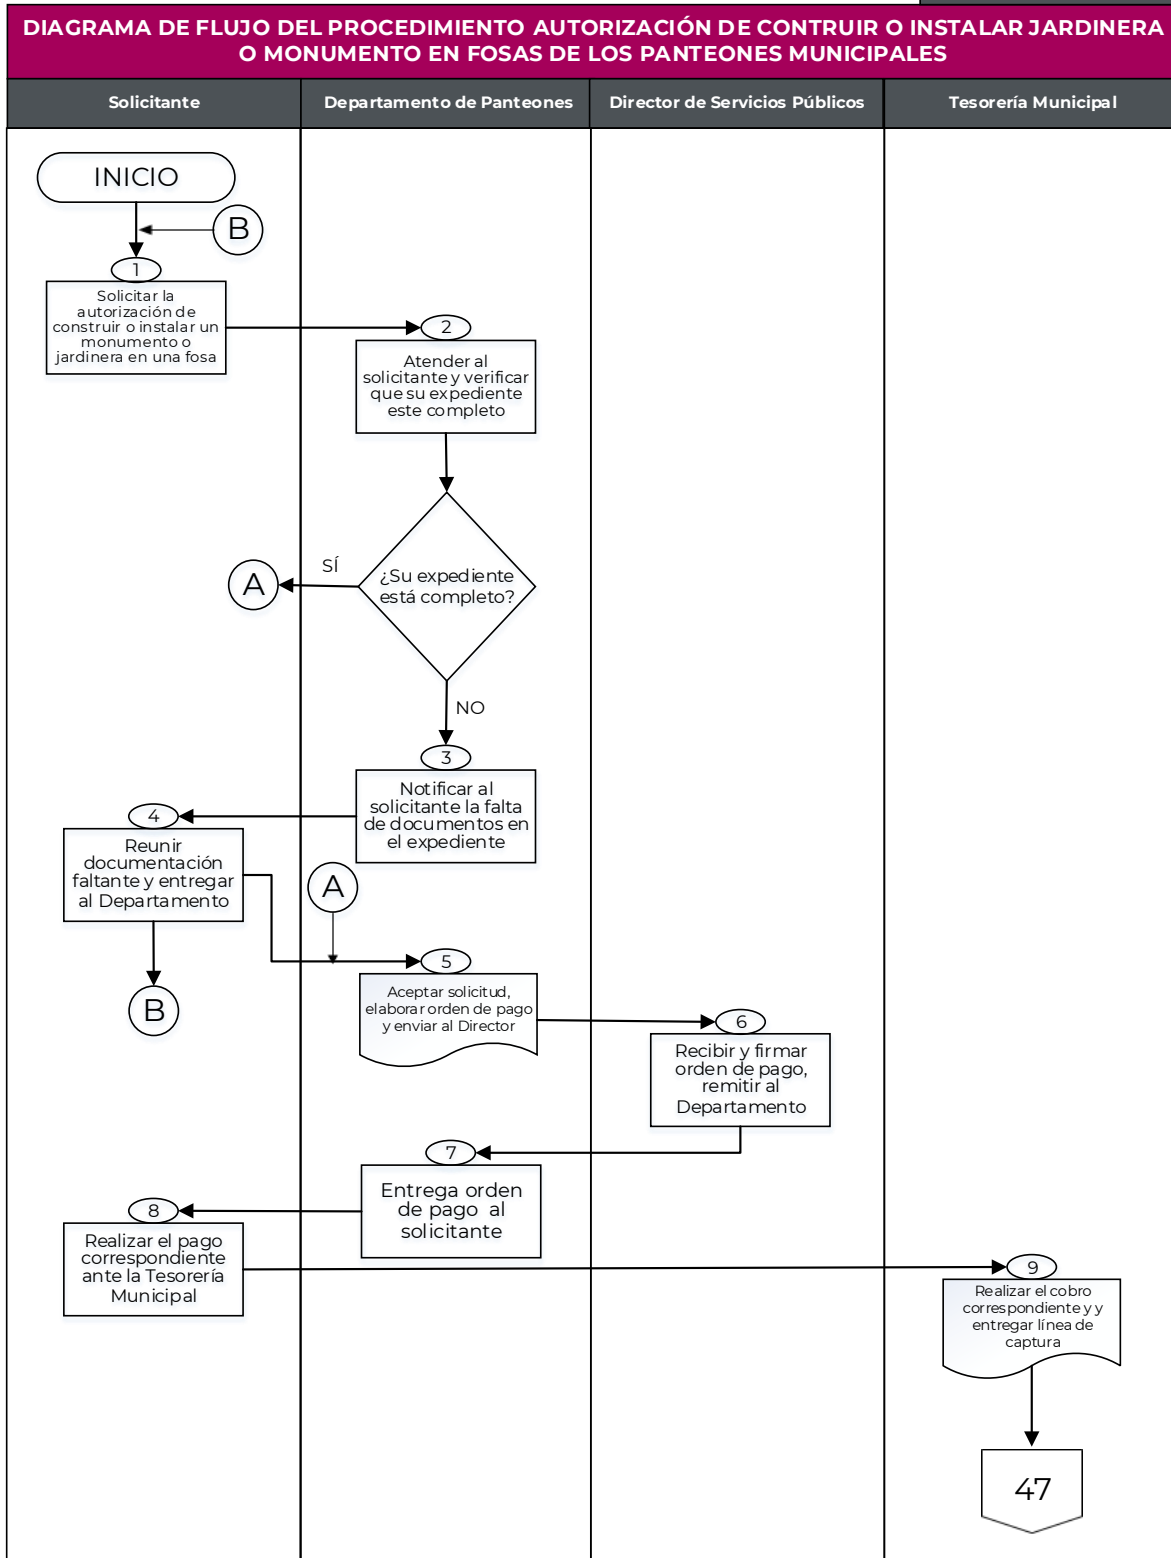 DIAGRAMA DE FLUJO DEL PROCEDIMIENTO AUTORIZACIÓN DE CONTRUIR O INSTALAR JARDINERA
O MONUMENTO EN FOSAS DE LOS PANTEONES MUNICIPALES
Solicitante
Departamento de Panteones
Director de Servicios Públicos
Tesorería Municipal
INICIO
B
1
Solicitar la
autorización de
construir o instalar un
monumento o
jardinera en una fosa
2
Atender al
solicitante y verificar
que su expediente
este completo
¿Su expediente
está completo?
SÍ
A
NO
3
Notificar al
solicitante la falta
de documentos en
el expediente
4
Reunir
documentación
faltante y entregar
al Departamento
B
A
5
Aceptar solicitud,
elaborar orden de pago
y enviar al Director
6
Recibir y firmar
orden de pago,
remitir al
Departamento
7
Entrega orden
de pago al
solicitante
8
Realizar el pago
correspondiente
ante la Tesorería
Municipal
9
Realizar el cobro
correspondiente y y
entregar línea de
captura
47